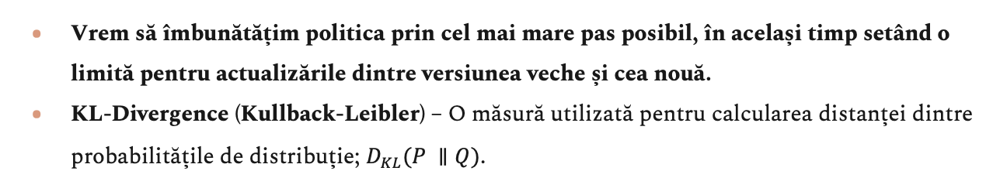 • Vrem să îmbunătățim politica prin cel mai mare pas posibil, în același timp setând o
limită pentru actualizările dintre versiunea veche și cea nouă.
• KL-Divergence (Kullback-Leibler) – O măsură utilizată pentru calcularea distanței dintre
probabilitățile de distribuție; D_{KL}(P ∥ Q).